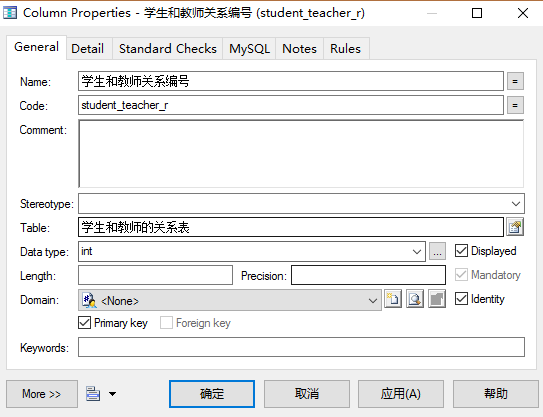 Column Properties - 学生和教师关系编号 (student_teacher_r)
General Detail Standard Checks MySQL Notes Rules
Name: 学生和教师关系编号 =
Code: student_teacher_r =
Comment:
Stereotype:
Table: 学生和教师的关系表
Data type: int ... Displayed
Length: Precision: Mandatory
Domain: <None> Identity
Primary key Foreign key
Keywords:
More >> 确定 取消 应用(A) 帮助